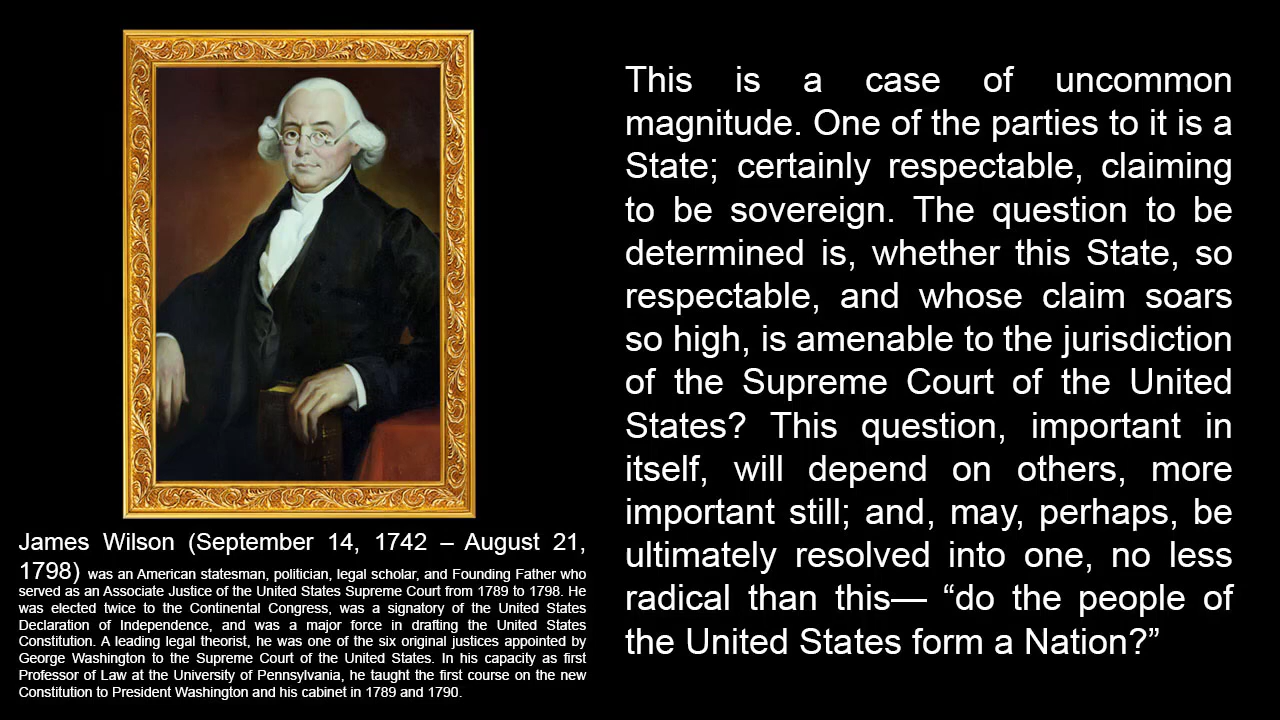 James Wilson (September 14, 1742 – August 21,
1798) was an American statesman, politician, legal scholar, and Founding Father who
served as an Associate Justice of the United States Supreme Court from 1789 to 1798. He
was elected twice to the Continental Congress, was a signatory of the United States
Declaration of Independence, and was a major force in drafting the United States
Constitution. A leading legal theorist, he was one of the six original justices appointed by
George Washington to the Supreme Court of the United States. In his capacity as first
Professor of Law at the University of Pennsylvania, he taught the first course on the new
Constitution to President Washington and his cabinet in 1789 and 1790.
This is a case of uncommon
magnitude. One of the parties to it is a
State; certainly respectable, claiming
to be sovereign. The question to be
determined is, whether this State, so
respectable, and whose claim soars
so high, is amenable to the jurisdiction
of the Supreme Court of the United
States? This question, important in
itself, will depend on others, more
important still; and, may, perhaps, be
ultimately resolved into one, no less
radical than this— “do the people of
the United States form a Nation?”